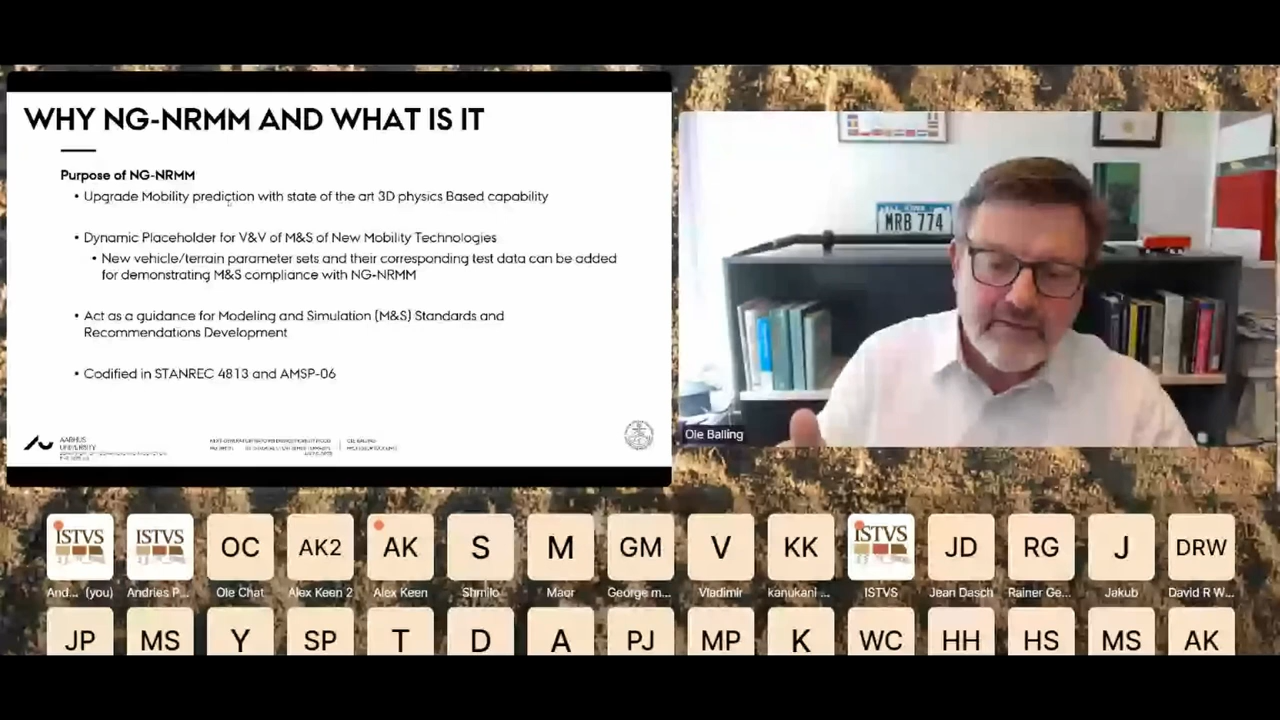 WHY NG-NRMM AND WHAT IS IT
Purpose of NG-NRMM
• Upgrade Mobility prediction with state of the art 3D physics Based capability
• Dynamic Placeholder for V&V of M&S of New Mobility Technologies
• New vehicle/terrain parameter sets and their corresponding test data can be added
for demonstrating M&S compliance with NG-NRMM
• Act as a guidance for Modeling and Simulation (M&S) Standards and
Recommendations Development
• Codified in STANREC 4813 and AMSP-06
AARHUS
UNIVERSITY
OLE BALLING
MRB 774
Ole Balling
ISTVS ISTVS OC AK2 AK S M GM V KK ISTVS JD RG J DRW
And... (you) Andries P... Ole Chat Alex Keen 2 Alex Keen Shmilo Maor George m... Vladimir kanukani ... ISTVS Jean Dasch Rainer Ge... Jakub David R W...
JP MS Y SP T D A PJ MP K WC HH HS MS AK